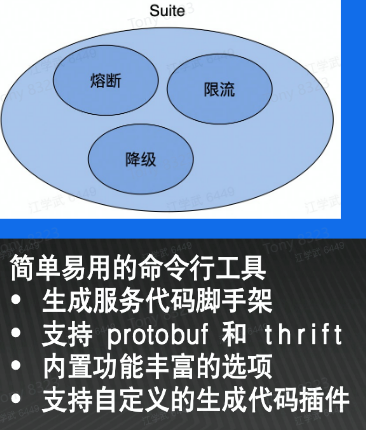 Suite
熔断
限流
降级
简单易用的命令行工具
• 生成服务代码脚手架
• 支持 protobuf 和 thrift
• 内置功能丰富的选项
• 支持自定义的生成代码插件